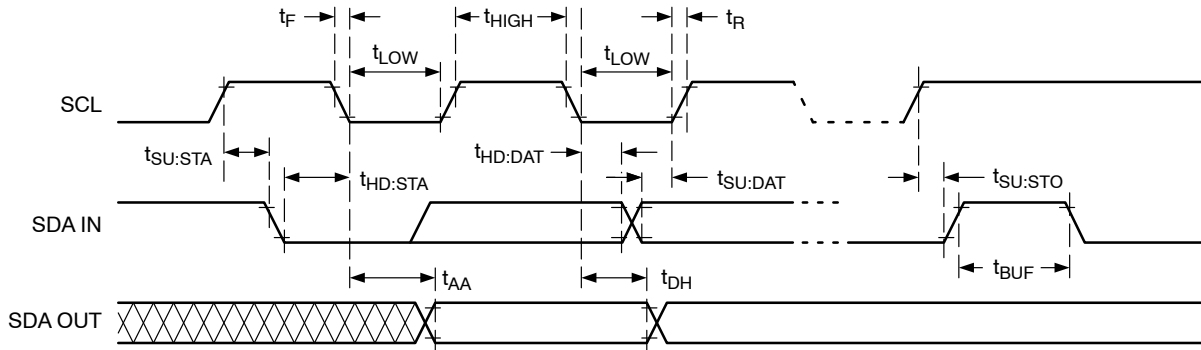 tF
tHIGH
tR
tLOW
tLOW
SCL
tSU:STA
tHD:STA
tHD:DAT
tSU:DAT
tSU:STO
SDA IN
tBUF
tAA
tDH
SDA OUT